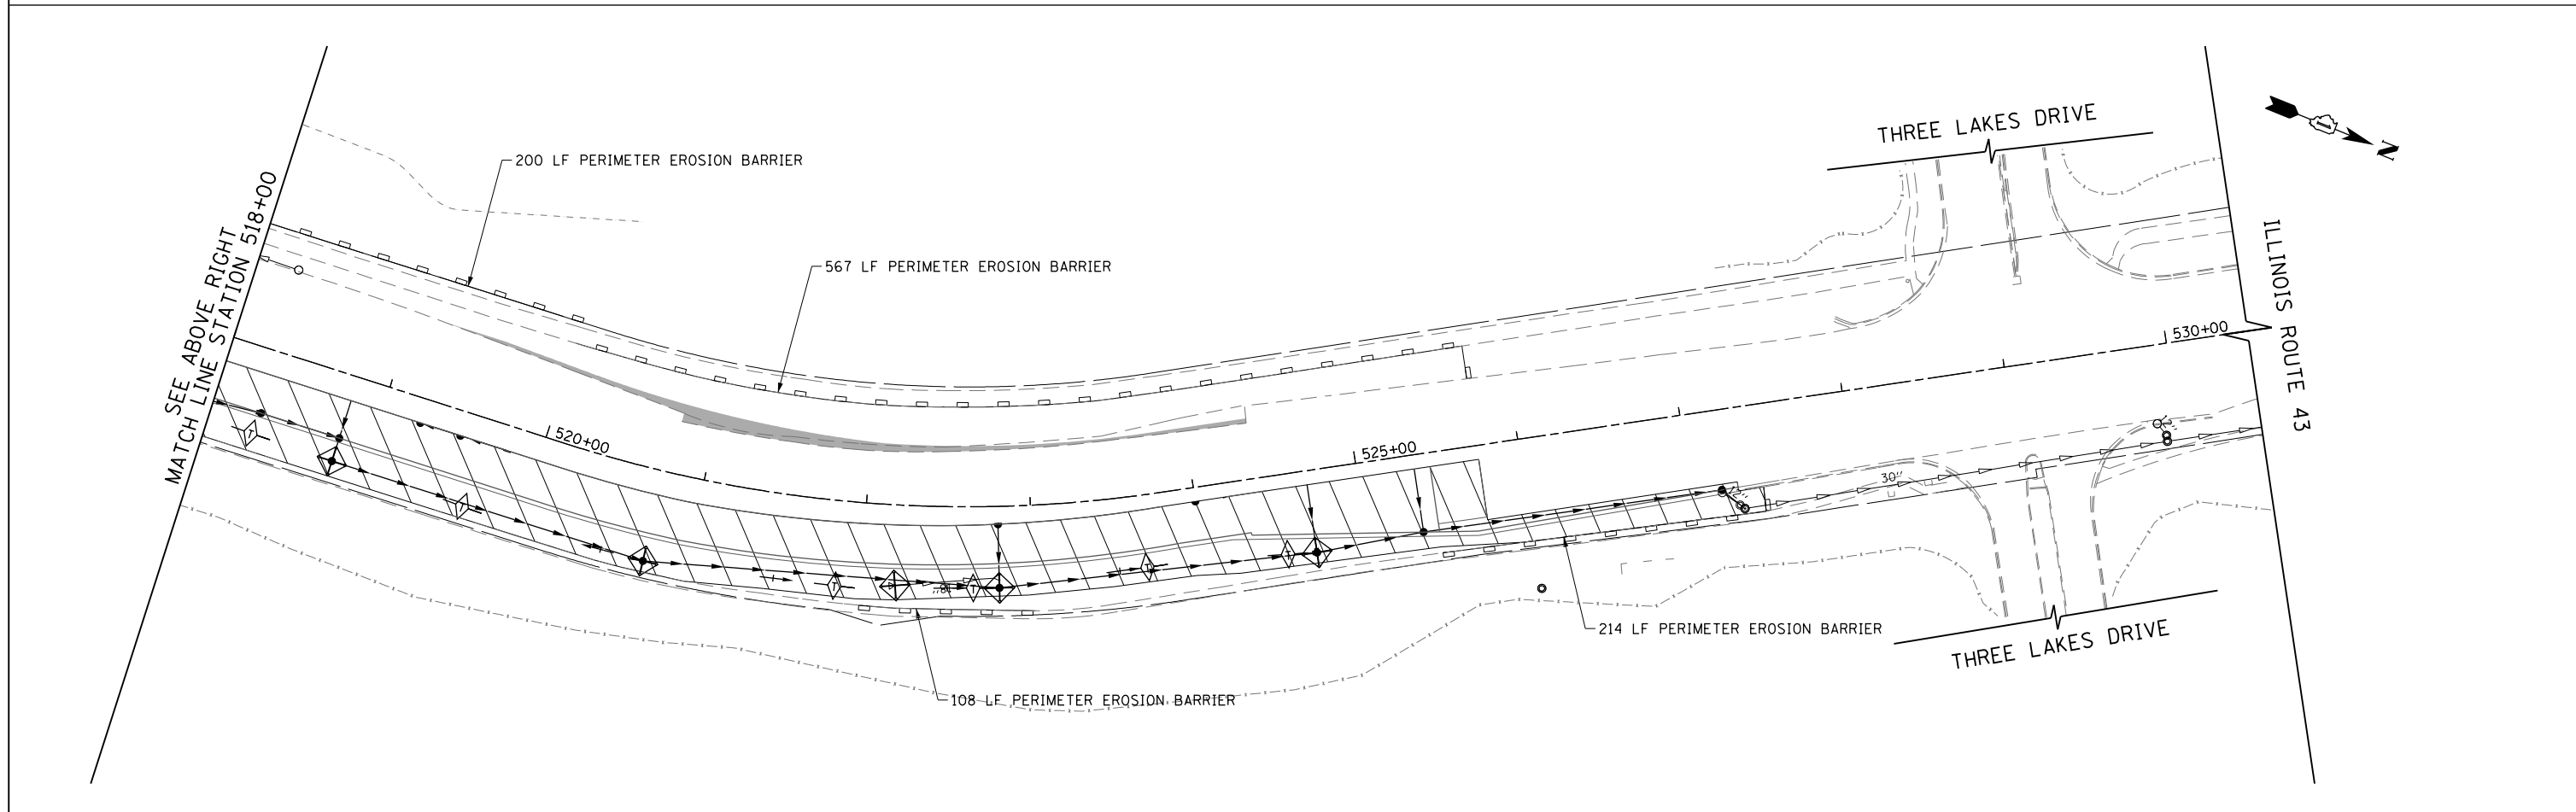 THREE LAKES DRIVE
N
200 LF PERIMETER EROSION BARRIER
567 LF PERIMETER EROSION BARRIER
SEE ABOVE RIGHT
MATCH LINE STATION 518+00
ILLINOIS ROUTE 43
530+00
520+00
525+00
30"
T
T
T
18"
T
T
T
214 LF PERIMETER EROSION BARRIER
THREE LAKES DRIVE
108 LF PERIMETER EROSION BARRIER